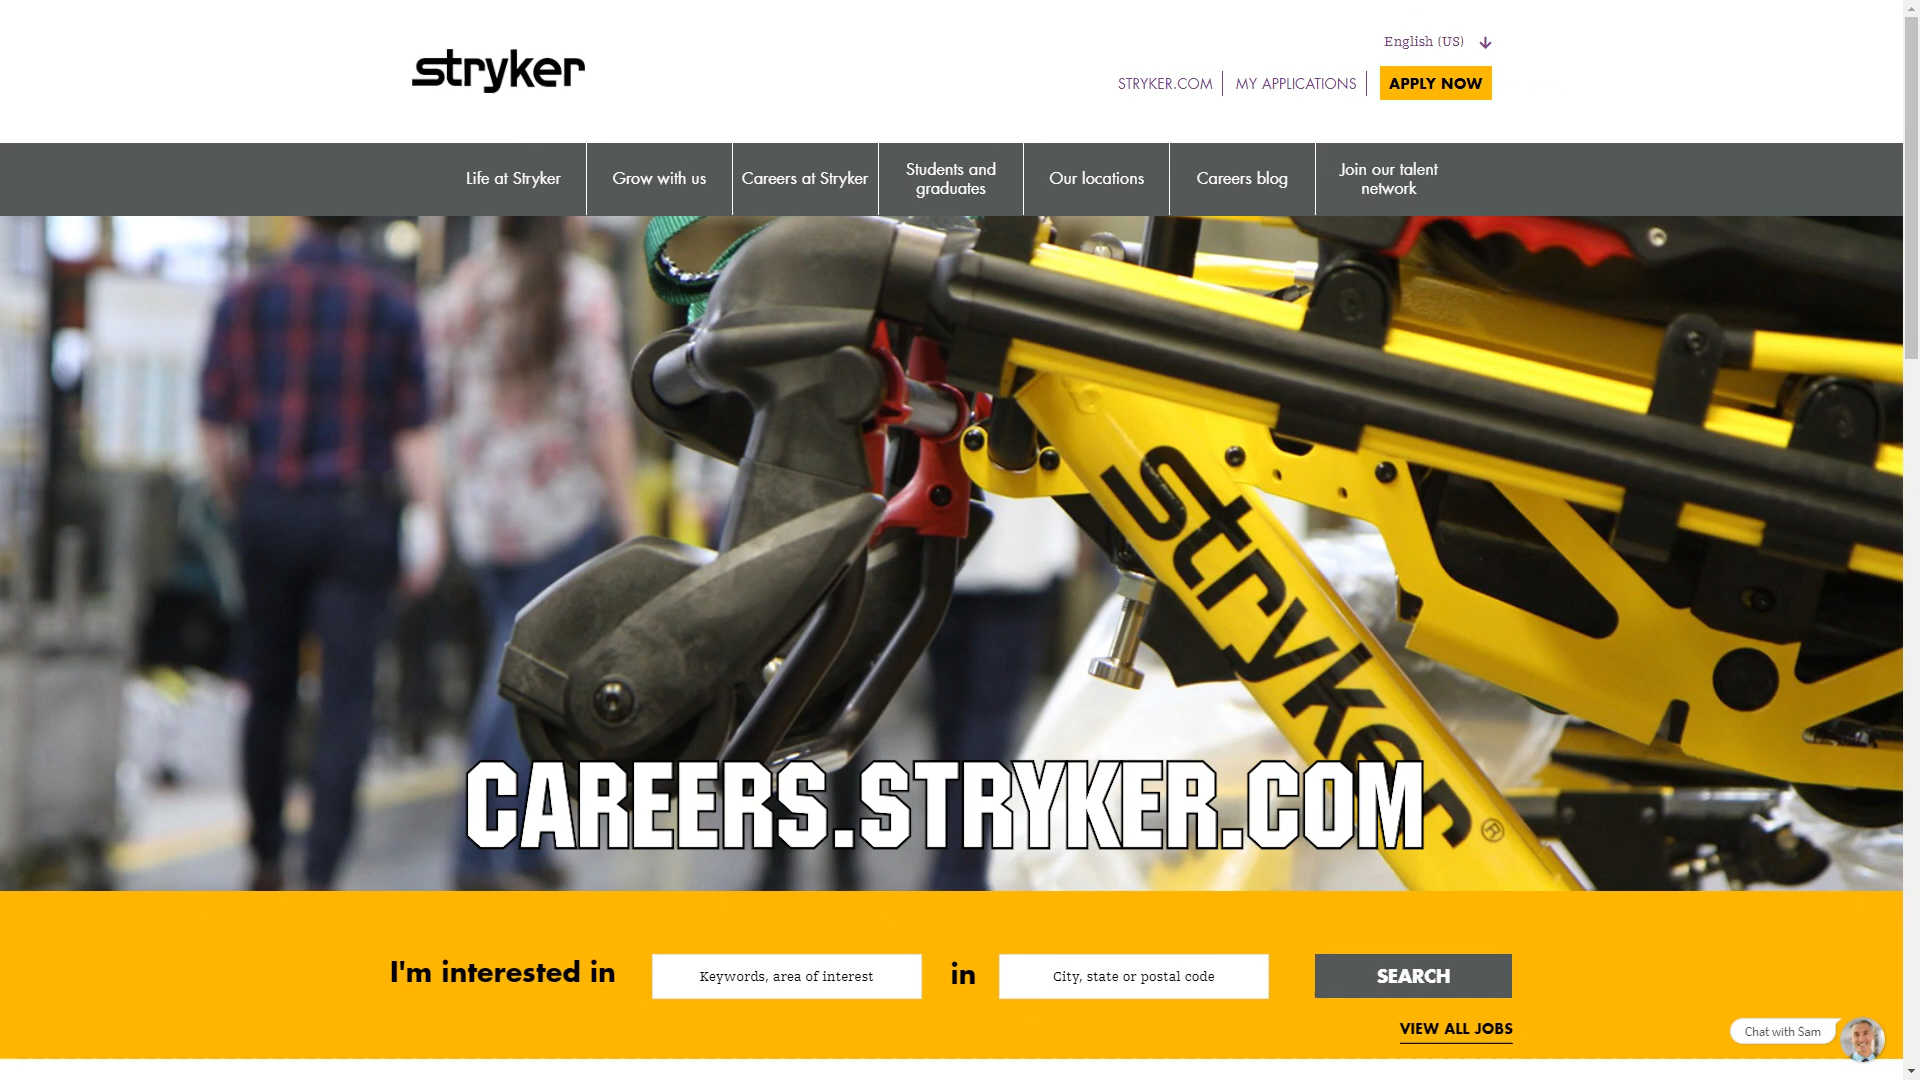 stryker
English (US)
STRYKER.COM
MY APPLICATIONS
APPLY NOW
Life at Stryker
Grow with us
Careers at Stryker
Students and
graduates
Our locations
Careers blog
Join our talent
network
stryker®
CAREERS.STRYKER.COM
I'm interested in
Keywords, area of interest
in
City, state or postal code
SEARCH
VIEW ALL JOBS
Chat with Sam